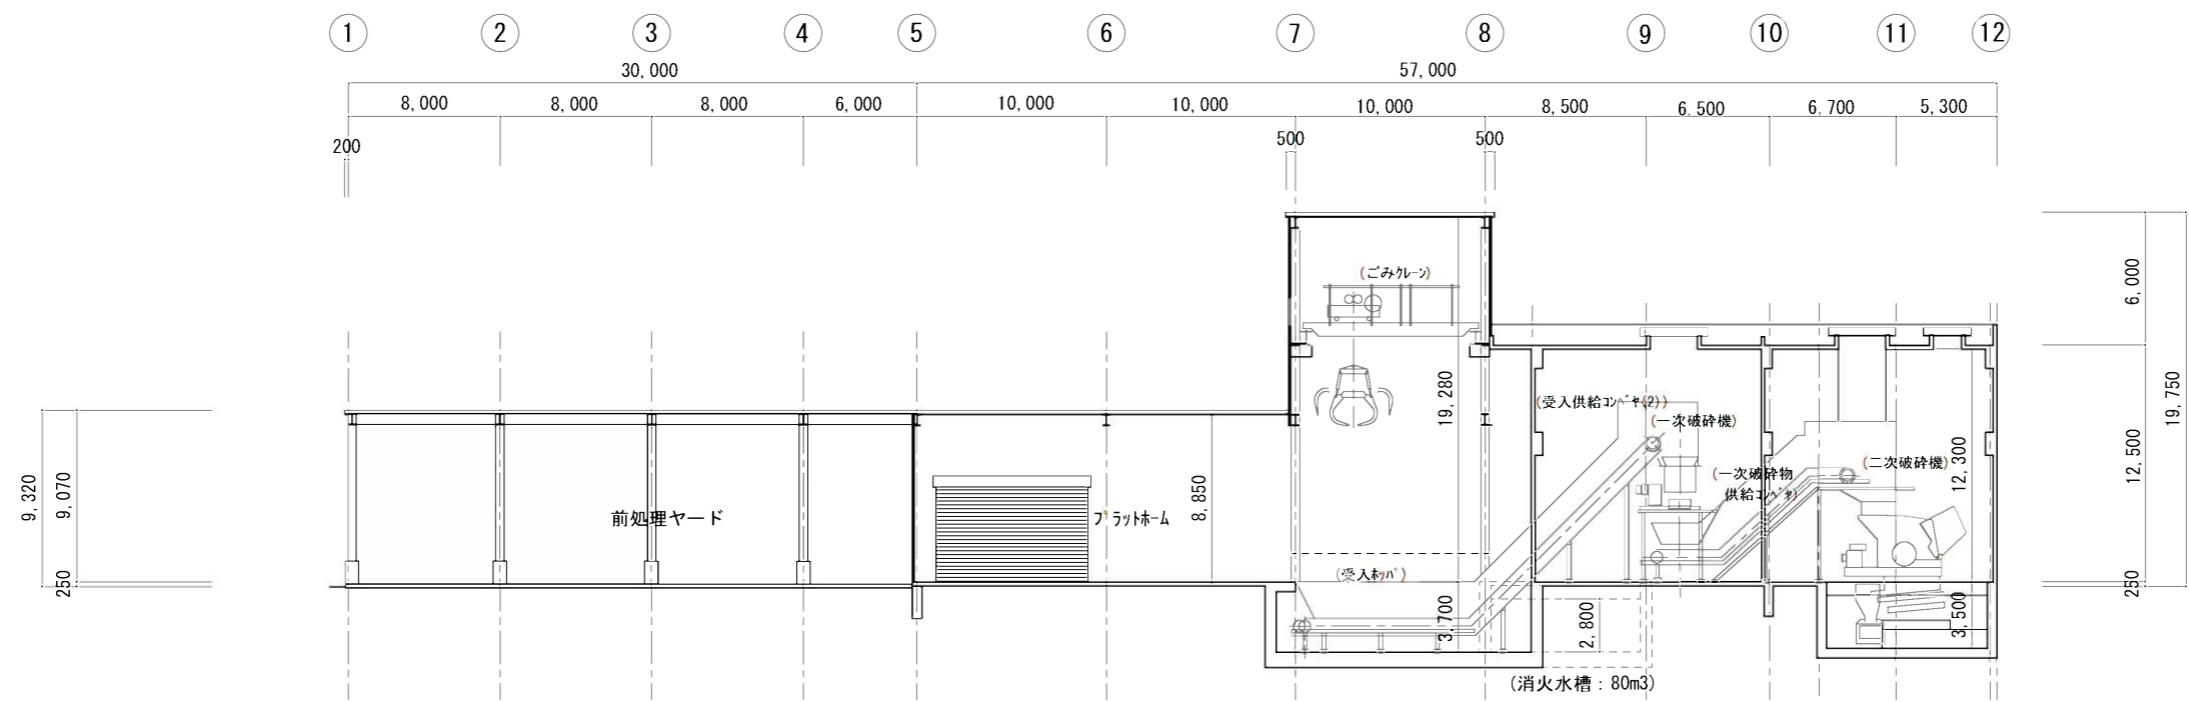 1 2 3 4 5 6 7 8 9 10 11 12
30,000 57,000
8,000 8,000 8,000 6,000 10,000 10,000 10,000 8,500 6,500 6,700 5,300
200 500 500
(ごみクレーン)
6,000
19,280
19,750
(受入供給コンベヤ(2))
(一次破砕機)
(一次破砕物
供給コンベヤ)
(二次破砕機)
12,300
12,500
9,320
9,070
前処理ヤード
プラットホーム
8,850
(受入ホッパ)
250
250
3,700
2,800
3,500
(消火水槽:80m3)